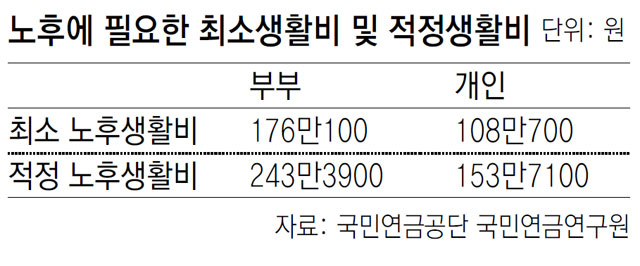 노후에 필요한 최소생활비 및 적정생활비 단위: 원
부부 개인
최소 노후생활비 176만100 108만700
적정 노후생활비 243만3900 153만7100
자료: 국민연금공단 국민연금연구원